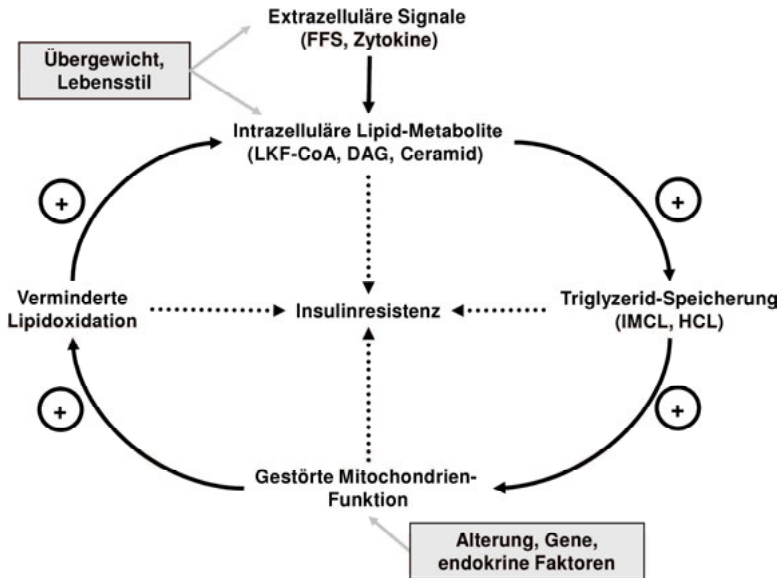 Extrazelluläre Signale
(FFS, Zytokine)
Übergewicht,
Lebensstil
Intrazelluläre Lipid-Metabolite
(LKF-CoA, DAG, Ceramid)
+
+
Verminderte
Lipidoxidation
Insulinresistenz
Triglyzerid-Speicherung
(IMCL, HCL)
+
+
Gestörte Mitochondrien-
Funktion
Alterung, Gene,
endokrine Faktoren